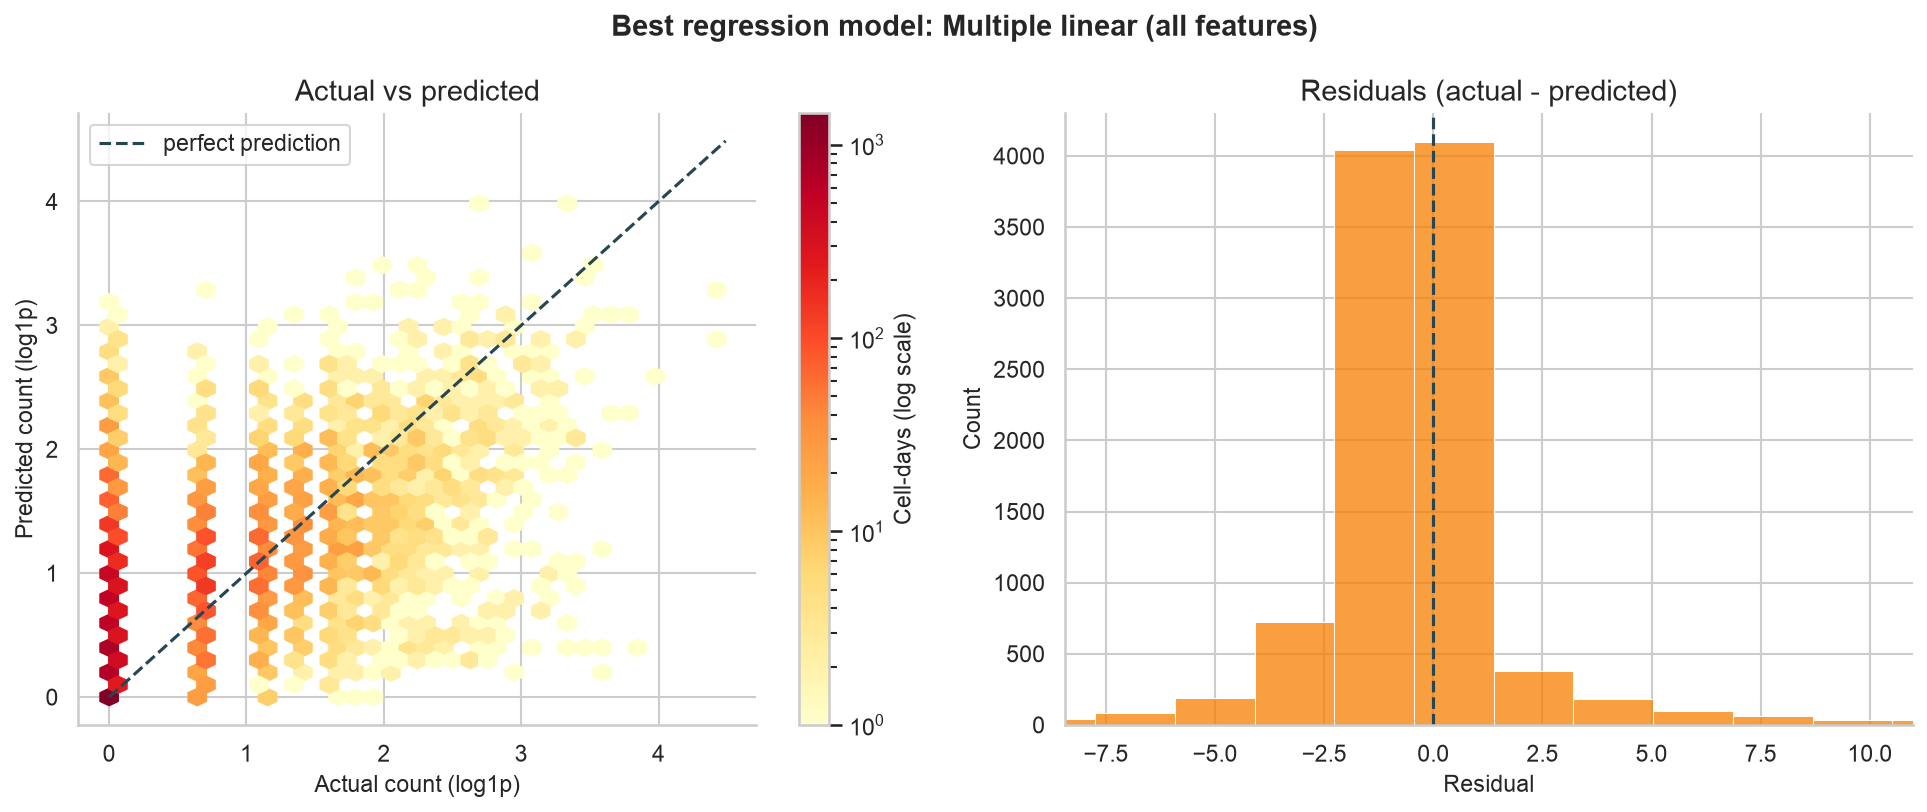 Best regression model: Multiple linear (all features)
Actual vs predicted
perfect prediction
Predicted count (log1p)
4
3
2
1
0
0 1 2 3 4
Actual count (log1p)
10³
10²
10¹
10⁰
Cell-days (log scale)
Residuals (actual - predicted)
Count
4000
3500
3000
2500
2000
1500
1000
500
0
−7.5 −5.0 −2.5 0.0 2.5 5.0 7.5 10.0
Residual